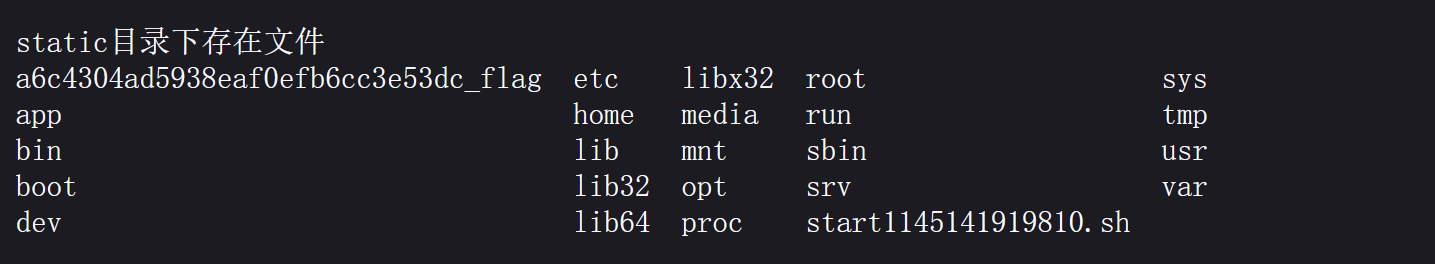 static目录下存在文件
a6c4304ad5938eaf0efb6cc3e53dc_flag etc libx32 root sys
app home media run tmp
bin lib mnt sbin usr
boot lib32 opt srv var
dev lib64 proc start1145141919810.sh